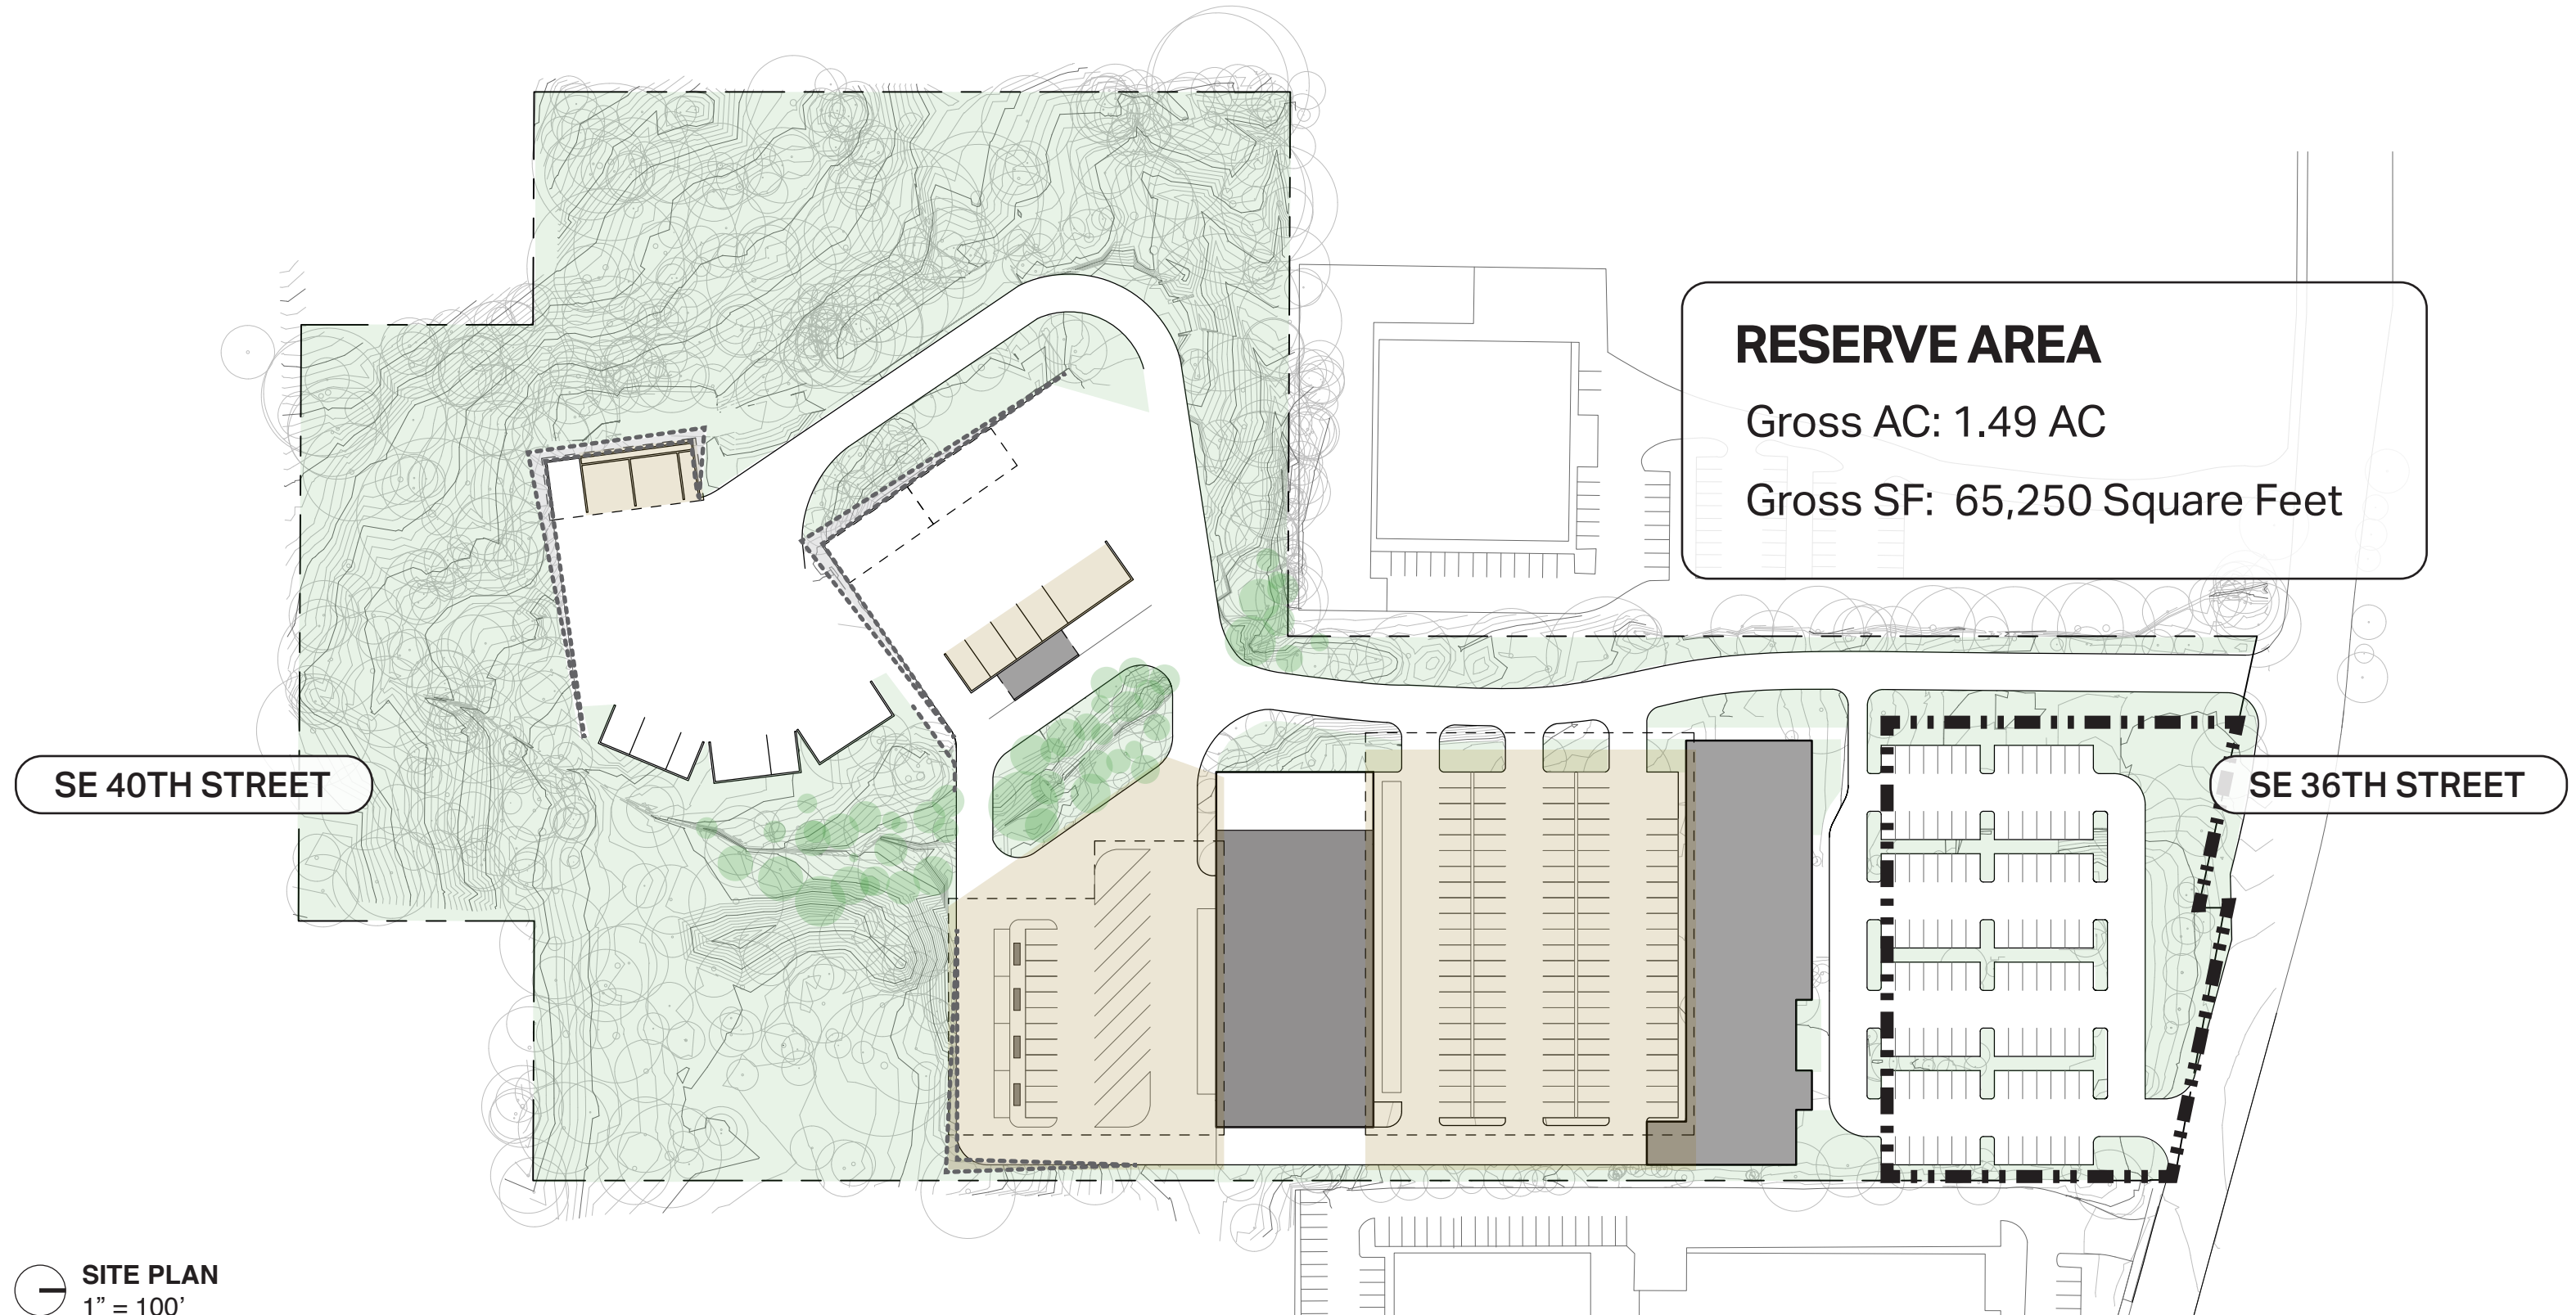 RESERVE AREA
Gross AC: 1.49 AC
Gross SF: 65,250 Square Feet
SE 40TH STREET
SE 36TH STREET
SITE PLAN
1” = 100’